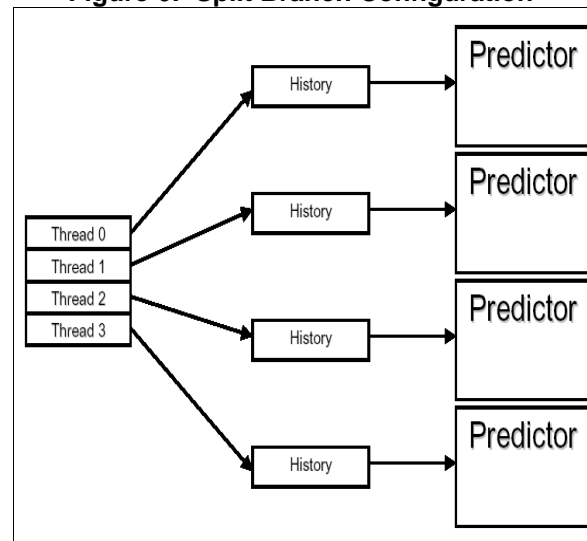 Figure Split Branch Configuration
Predictor
History
Predictor
History
Thread 0
Thread 1
Thread 2
Thread 3
Predictor
History
Predictor
History